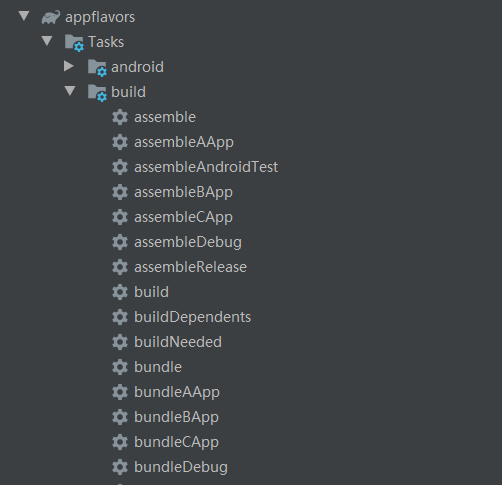 appflavors
Tasks
android
build
assemble
assembleAApp
assembleAndroidTest
assembleBApp
assembleCApp
assembleDebug
assembleRelease
build
buildDependents
buildNeeded
bundle
bundleAApp
bundleBApp
bundleCApp
bundleDebug